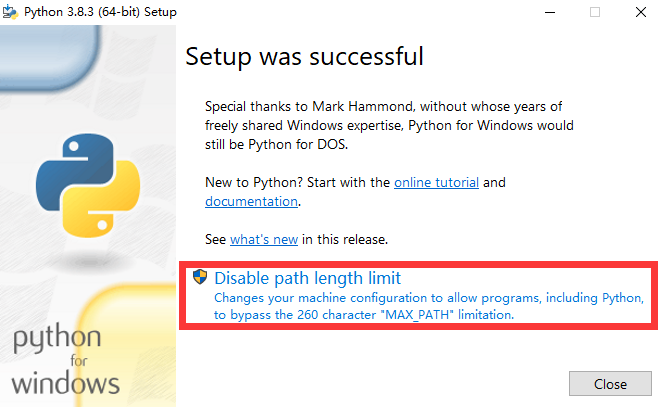 Python 3.8.3 (64-bit) Setup
Setup was successful
Special thanks to Mark Hammond, without whose years of
freely shared Windows expertise, Python for Windows would
still be Python for DOS.
New to Python? Start with the online tutorial and
documentation.
See what's new in this release.
Disable path length limit
Changes your machine configuration to allow programs, including Python,
to bypass the 260 character "MAX_PATH" limitation.
python
for
windows
Close